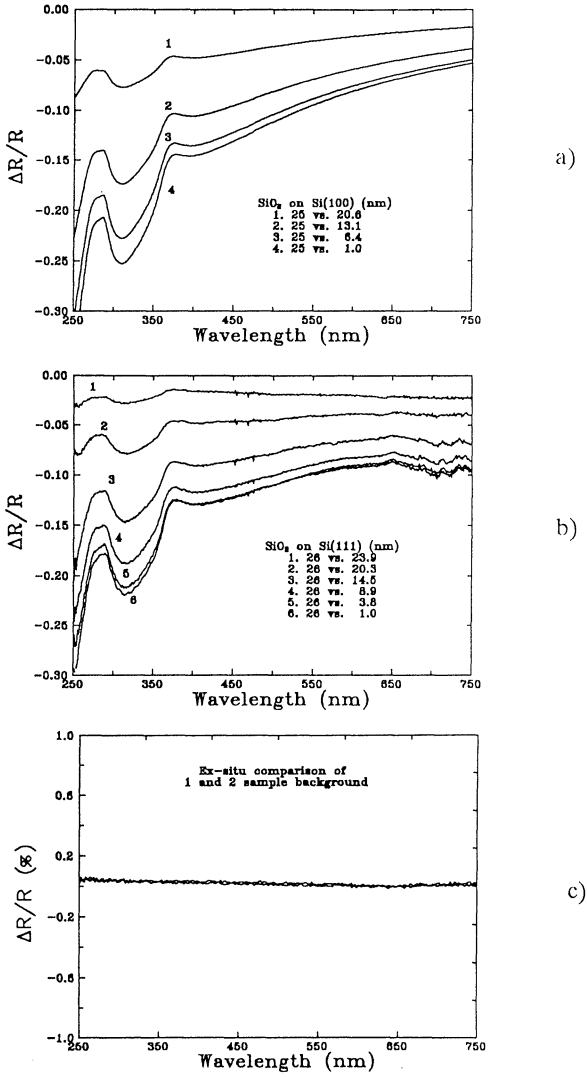 0.00
-0.05
-0.10
-0.15
-0.20
-0.25
-0.30
ΔR/R
1
2
3
4
SiO₂ on Si(100) (nm)
1. 25 vs. 20.6
2. 25 vs. 13.1
3. 25 vs. 6.4
4. 25 vs. 1.0
250 350 450 550 650 750
Wavelength (nm)
a)
0.00
-0.05
-0.10
-0.15
-0.20
-0.25
-0.30
ΔR/R
1
2
3
4
5
6
SiO₂ on Si(111) (nm)
1. 26 vs. 23.9
2. 26 vs. 20.3
3. 26 vs. 14.5
4. 26 vs. 8.9
5. 26 vs. 3.8
6. 26 vs. 1.0
250 350 450 550 650 750
Wavelength (nm)
b)
1.0
0.6
0.2
-0.2
-0.6
-1.0
ΔR/R (%)
Ex-situ comparison of
1 and 2 sample background
250 350 450 550 650 750
Wavelength (nm)
c)